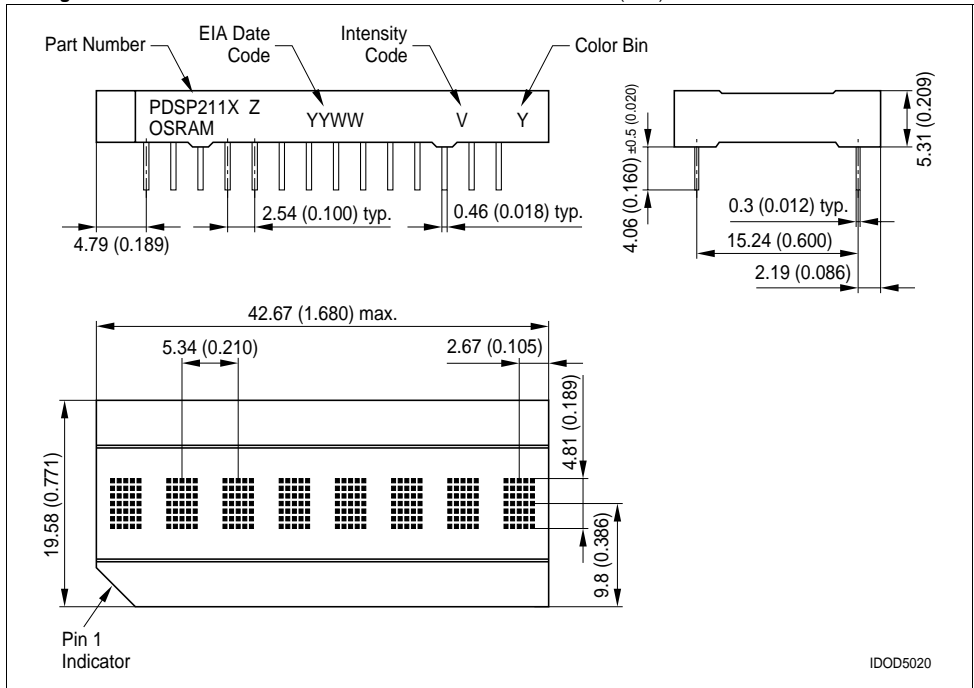 Part Number
EIA Date
Code
Intensity
Code
Color Bin
PDSP211X Z
OSRAM
YYWW
V
Y
4.79 (0.189)
2.54 (0.100) typ.
0.46 (0.018) typ.
4.06 (0.160) ±0.5 (0.020)
5.31 (0.209)
0.3 (0.012) typ.
15.24 (0.600)
2.19 (0.086)
42.67 (1.680) max.
5.34 (0.210)
2.67 (0.105)
4.81 (0.189)
19.58 (0.771)
9.8 (0.386)
Pin 1
Indicator
IDOD5020